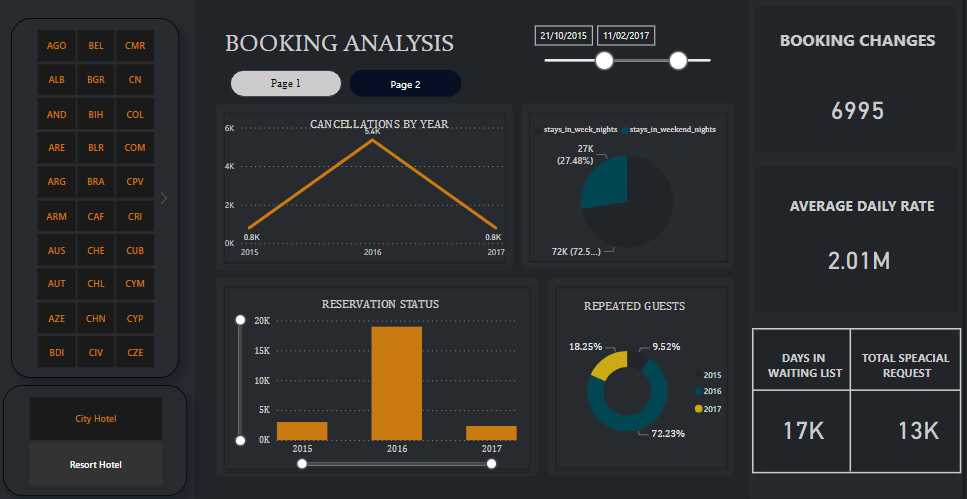 AGO BEL CMR
ALB BGR CN
AND BIH COL
ARE BLR COM
ARG BRA CPV
ARM CAF CRI
AUS CHE CUB
AUT CHL CYM
AZE CHN CYP
BDI CIV CZE
City Hotel
Resort Hotel
BOOKING ANALYSIS
21/10/2015 11/02/2017
Page 1 Page 2
CANCELLATIONS BY YEAR
6K
4K
2K
0K
5.4K
0.8K 0.8K
2015 2016 2017
stays_in_week_nights stays_in_weekend_nights
27K
(27.48%)
72K (72.5...)
RESERVATION STATUS
20K
15K
10K
5K
0K
2015 2016 2017
REPEATED GUESTS
18.25% 9.52%
72.23%
2015
2016
2017
BOOKING CHANGES
6995
AVERAGE DAILY RATE
2.01M
DAYS IN
WAITING LIST
17K
TOTAL SPEACIAL
REQUEST
13K